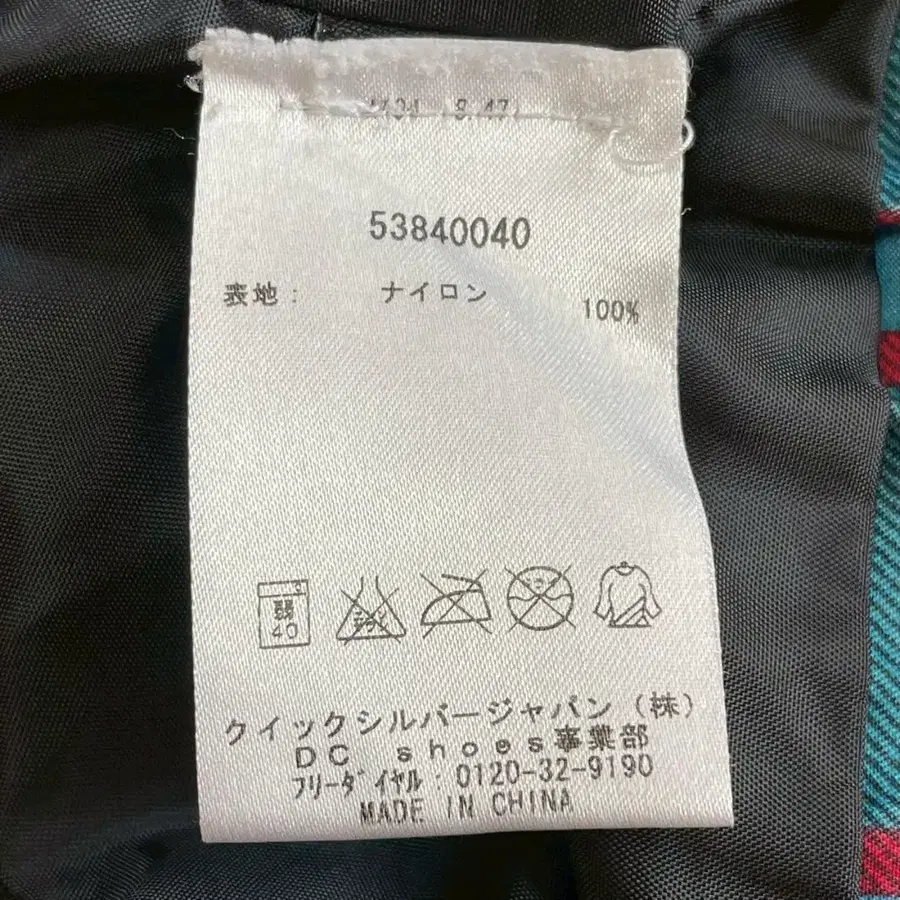 53840040
表地: ナイロン 100%
弱
40
クイックシルバージャパン(株)
DC shoes事業部
フリーダイヤル:0120-32-9190
MADE IN CHINA